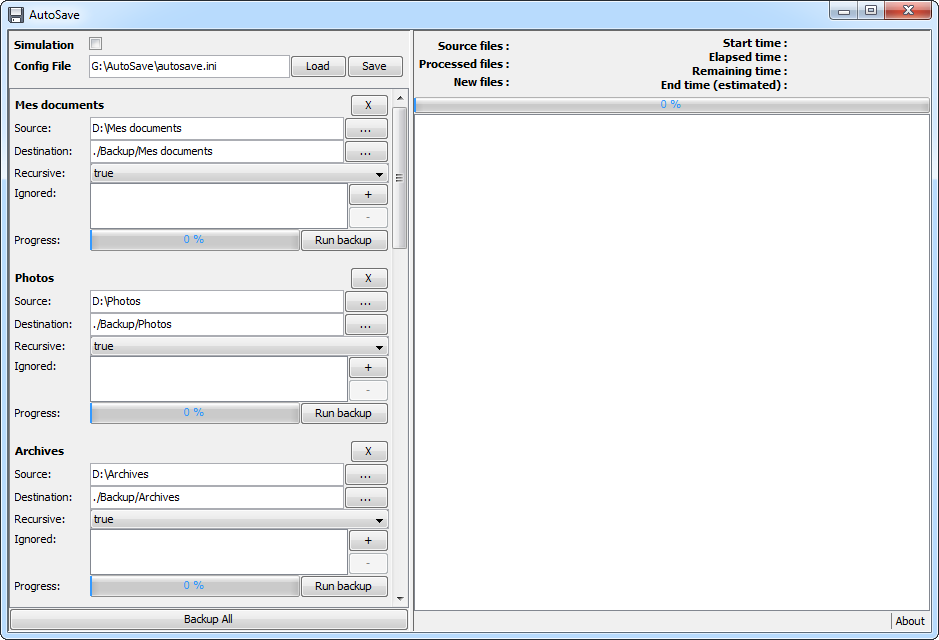 AutoSave
Simulation
Config File G:\AutoSave\autosave.ini Load Save
Mes documents X
Source: D:\Mes documents ...
Destination: ./Backup/Mes documents ...
Recursive: true
Ignored: +
-
Progress: 0 % Run backup
Photos X
Source: D:\Photos ...
Destination: ./Backup/Photos ...
Recursive: true
Ignored: +
-
Progress: 0 % Run backup
Archives X
Source: D:\Archives ...
Destination: ./Backup/Archives ...
Recursive: true
Ignored: +
-
Progress: 0 % Run backup
Backup All
Source files :
Processed files :
New files :
Start time :
Elapsed time :
Remaining time :
End time (estimated) :
0 %
About